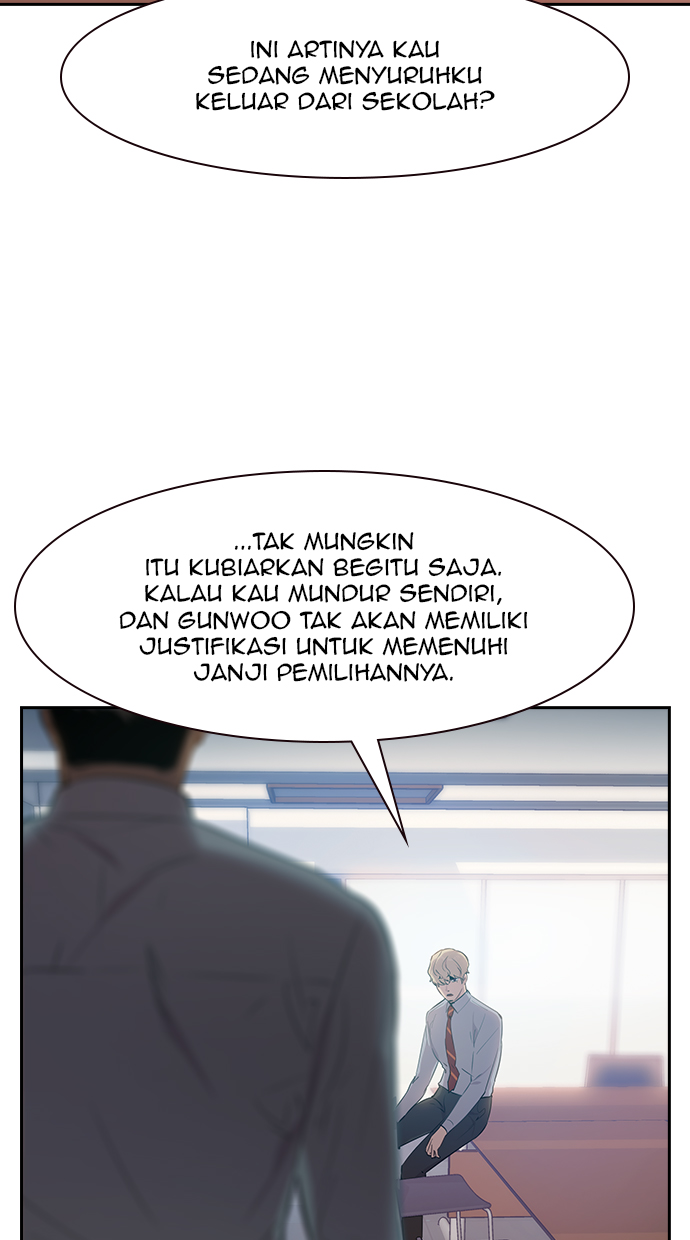 INI ARTINYA KAU
SEDANG MENYURUHKU
KELUAR DARI SEKOLAH?
...TAK MUNGKIN
ITU KUBIARKAN BEGITU SAJA.
KALAU KAU MUNDUR SENDIRI,
DAN GUNWOO TAK AKAN MEMILIKI
JUSTIFIKASI UNTUK MEMENUHI
JANJI PEMILIHANNYA.